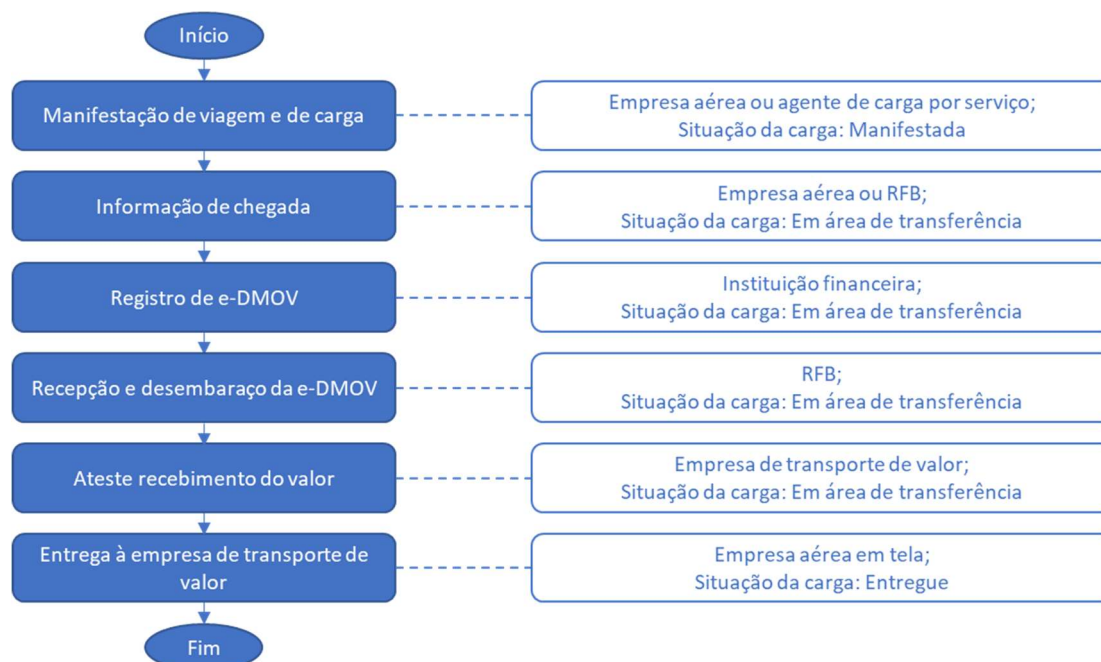 Início
Manifestação de viagem e de carga
Empresa aérea ou agente de carga por serviço;
Situação da carga: Manifestada
Informação de chegada
Empresa aérea ou RFB;
Situação da carga: Em área de transferência
Registro de e-DMOV
Instituição financeira;
Situação da carga: Em área de transferência
Recepção e desembaraço da e-DMOV
RFB;
Situação da carga: Em área de transferência
Ateste recebimento do valor
Empresa de transporte de valor;
Situação da carga: Em área de transferência
Entrega à empresa de transporte de
valor
Empresa aérea em tela;
Situação da carga: Entregue
Fim